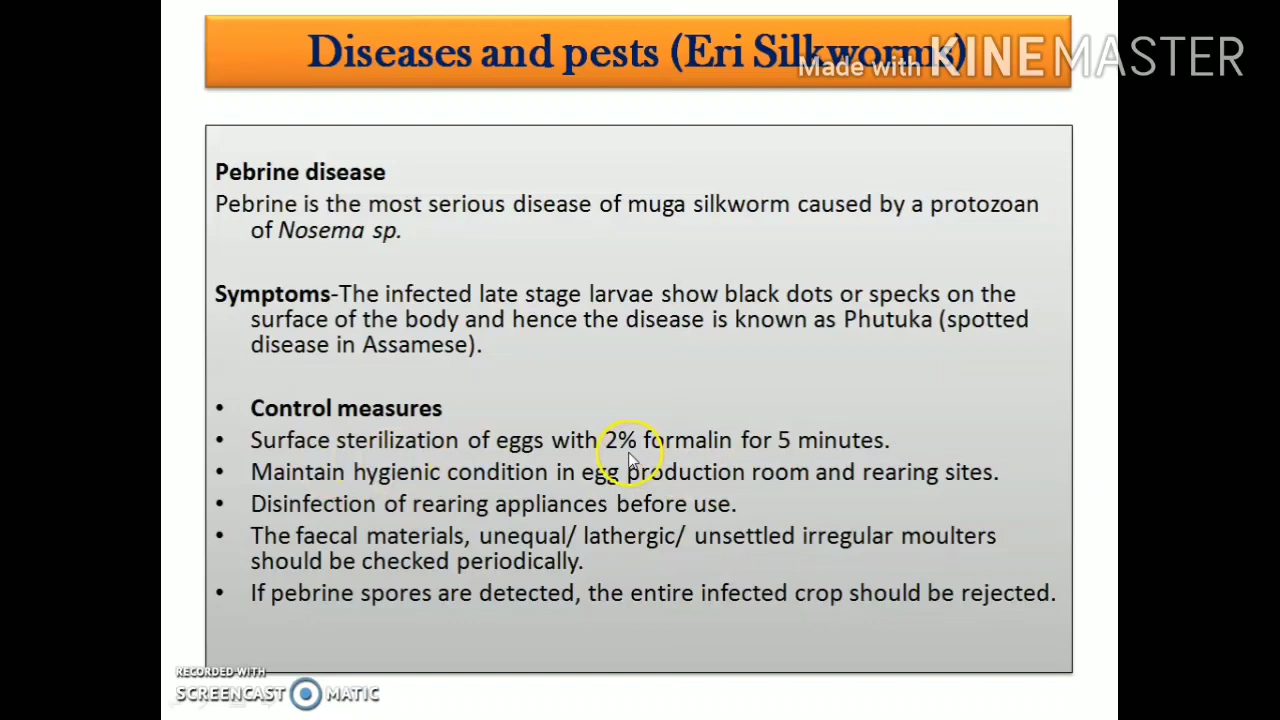 Diseases and pests (Eri Silkworms)
Made with KINEMASTER
Pebrine disease
Pebrine is the most serious disease of muga silkworm caused by a protozoan
of Nosema sp.
Symptoms-The infected late stage larvae show black dots or specks on the
surface of the body and hence the disease is known as Phutuka (spotted
disease in Assamese).
• Control measures
• Surface sterilization of eggs with 2% formalin for 5 minutes.
• Maintain hygienic condition in egg production room and rearing sites.
• Disinfection of rearing appliances before use.
• The faecal materials, unequal/ lathergic/ unsettled irregular moulters
should be checked periodically.
• If pebrine spores are detected, the entire infected crop should be rejected.
RECORDED WITH
SCREENCAST MATIC